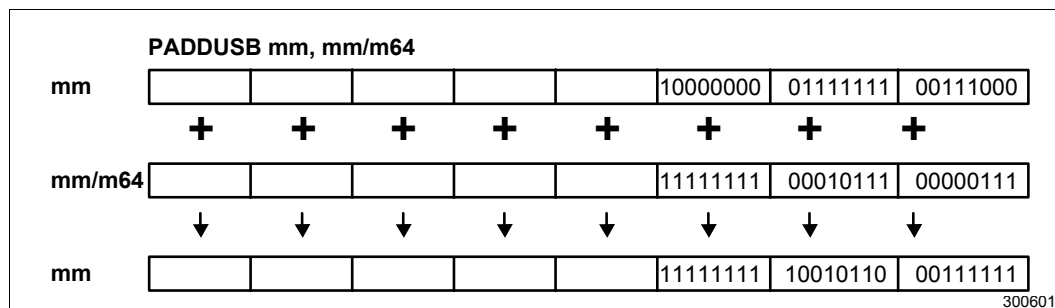 PADDUSB mm, mm/m64
mm 10000000 01111111 00111000
+ + + + + + + +
mm/m64 11111111 00010111 00000111
mm 11111111 10010110 00111111
300601